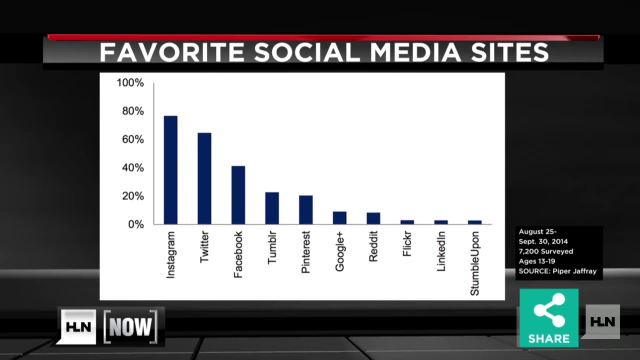 FAVORITE SOCIAL MEDIA SITES
100%
80%
60%
40%
20%
0%
Instagram
Twitter
Facebook
Tumblr
Pinterest
Google+
Reddit
Flickr
LinkedIn
StumbleUpon
August 25-
Sept. 30, 2014
7,200 Surveyed
Ages 13-19
SOURCE: Piper Jaffray
HLN [NOW]
SHARE
HLN